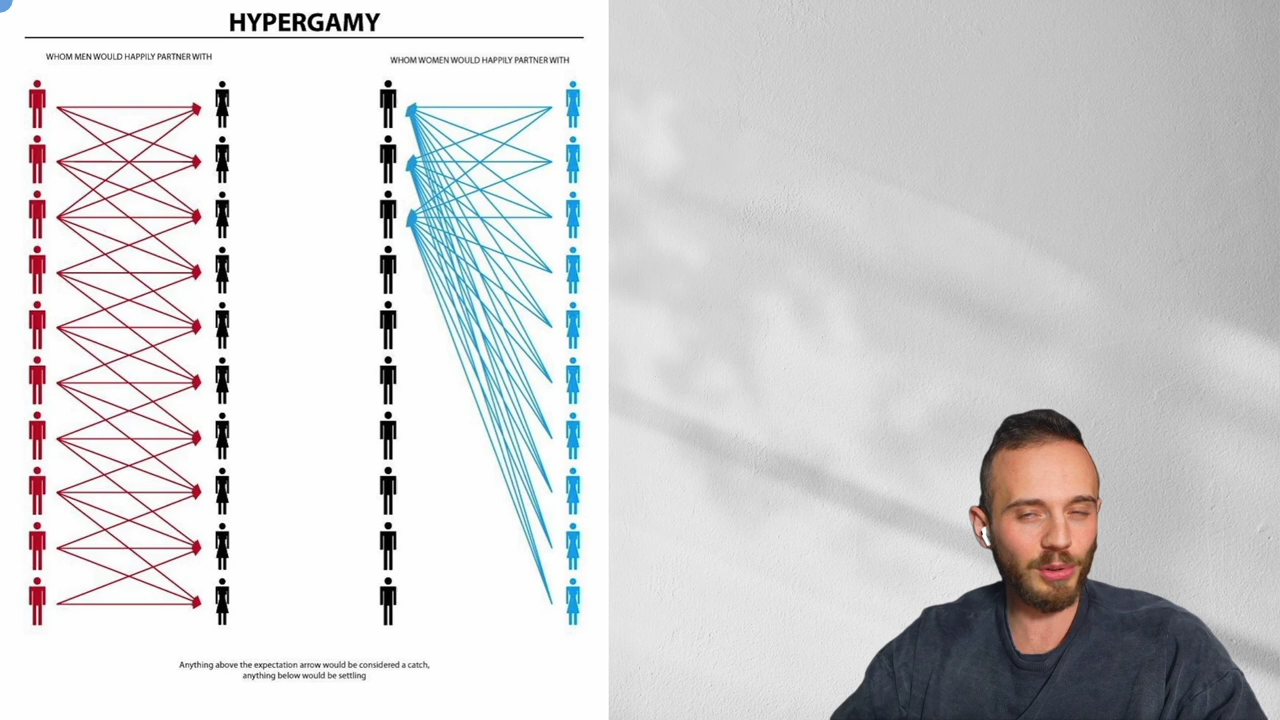 HYPERGAMY
WHOM MEN WOULD HAPPILY PARTNER WITH
WHOM WOMEN WOULD HAPPILY PARTNER WITH
Anything above the expectation arrow would be considered a catch,
anything below would be settling